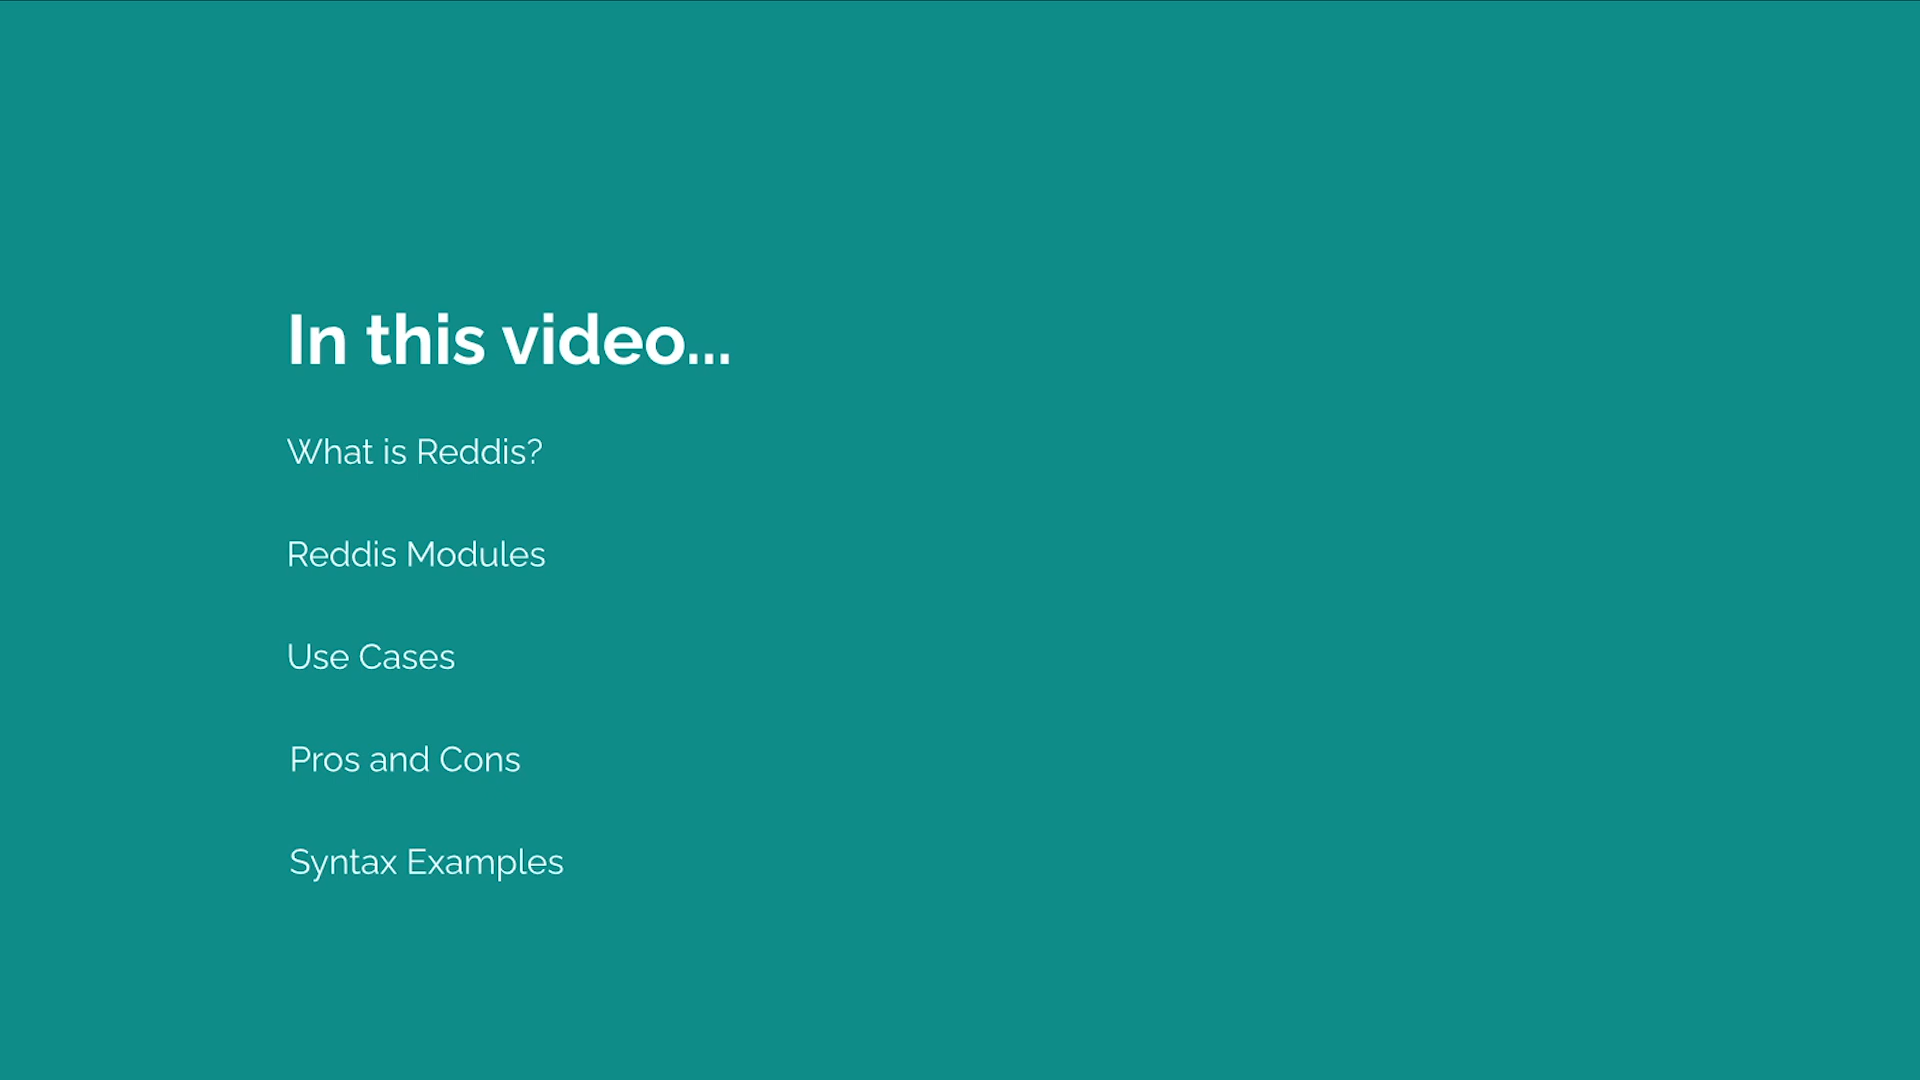 In this video...
What is Reddis?
Reddis Modules
Use Cases
Pros and Cons
Syntax Examples